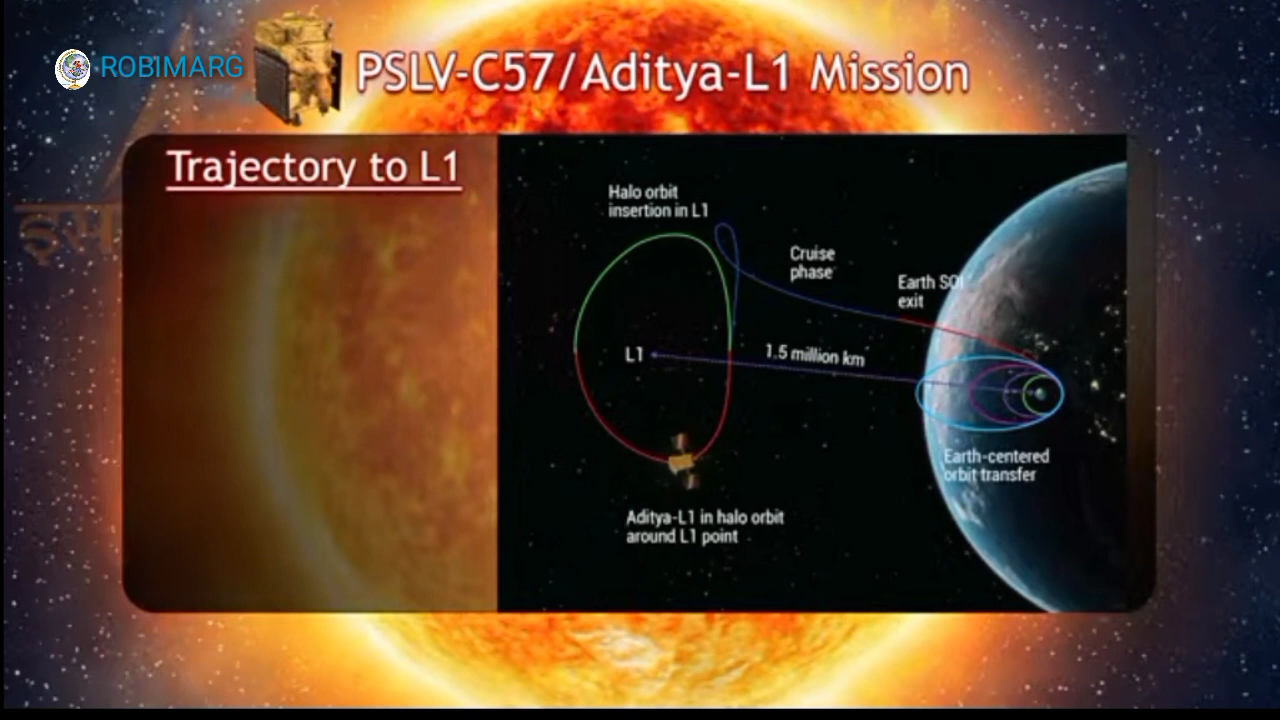 ROBIMARG
PSLV-C57/Aditya-L1 Mission
Trajectory to L1
Halo orbit
insertion in L1
Cruise
phase
Earth SOI
exit
L1
1.5 million km
Earth-centered
orbit transfer
Aditya-L1 in halo orbit
around L1 point